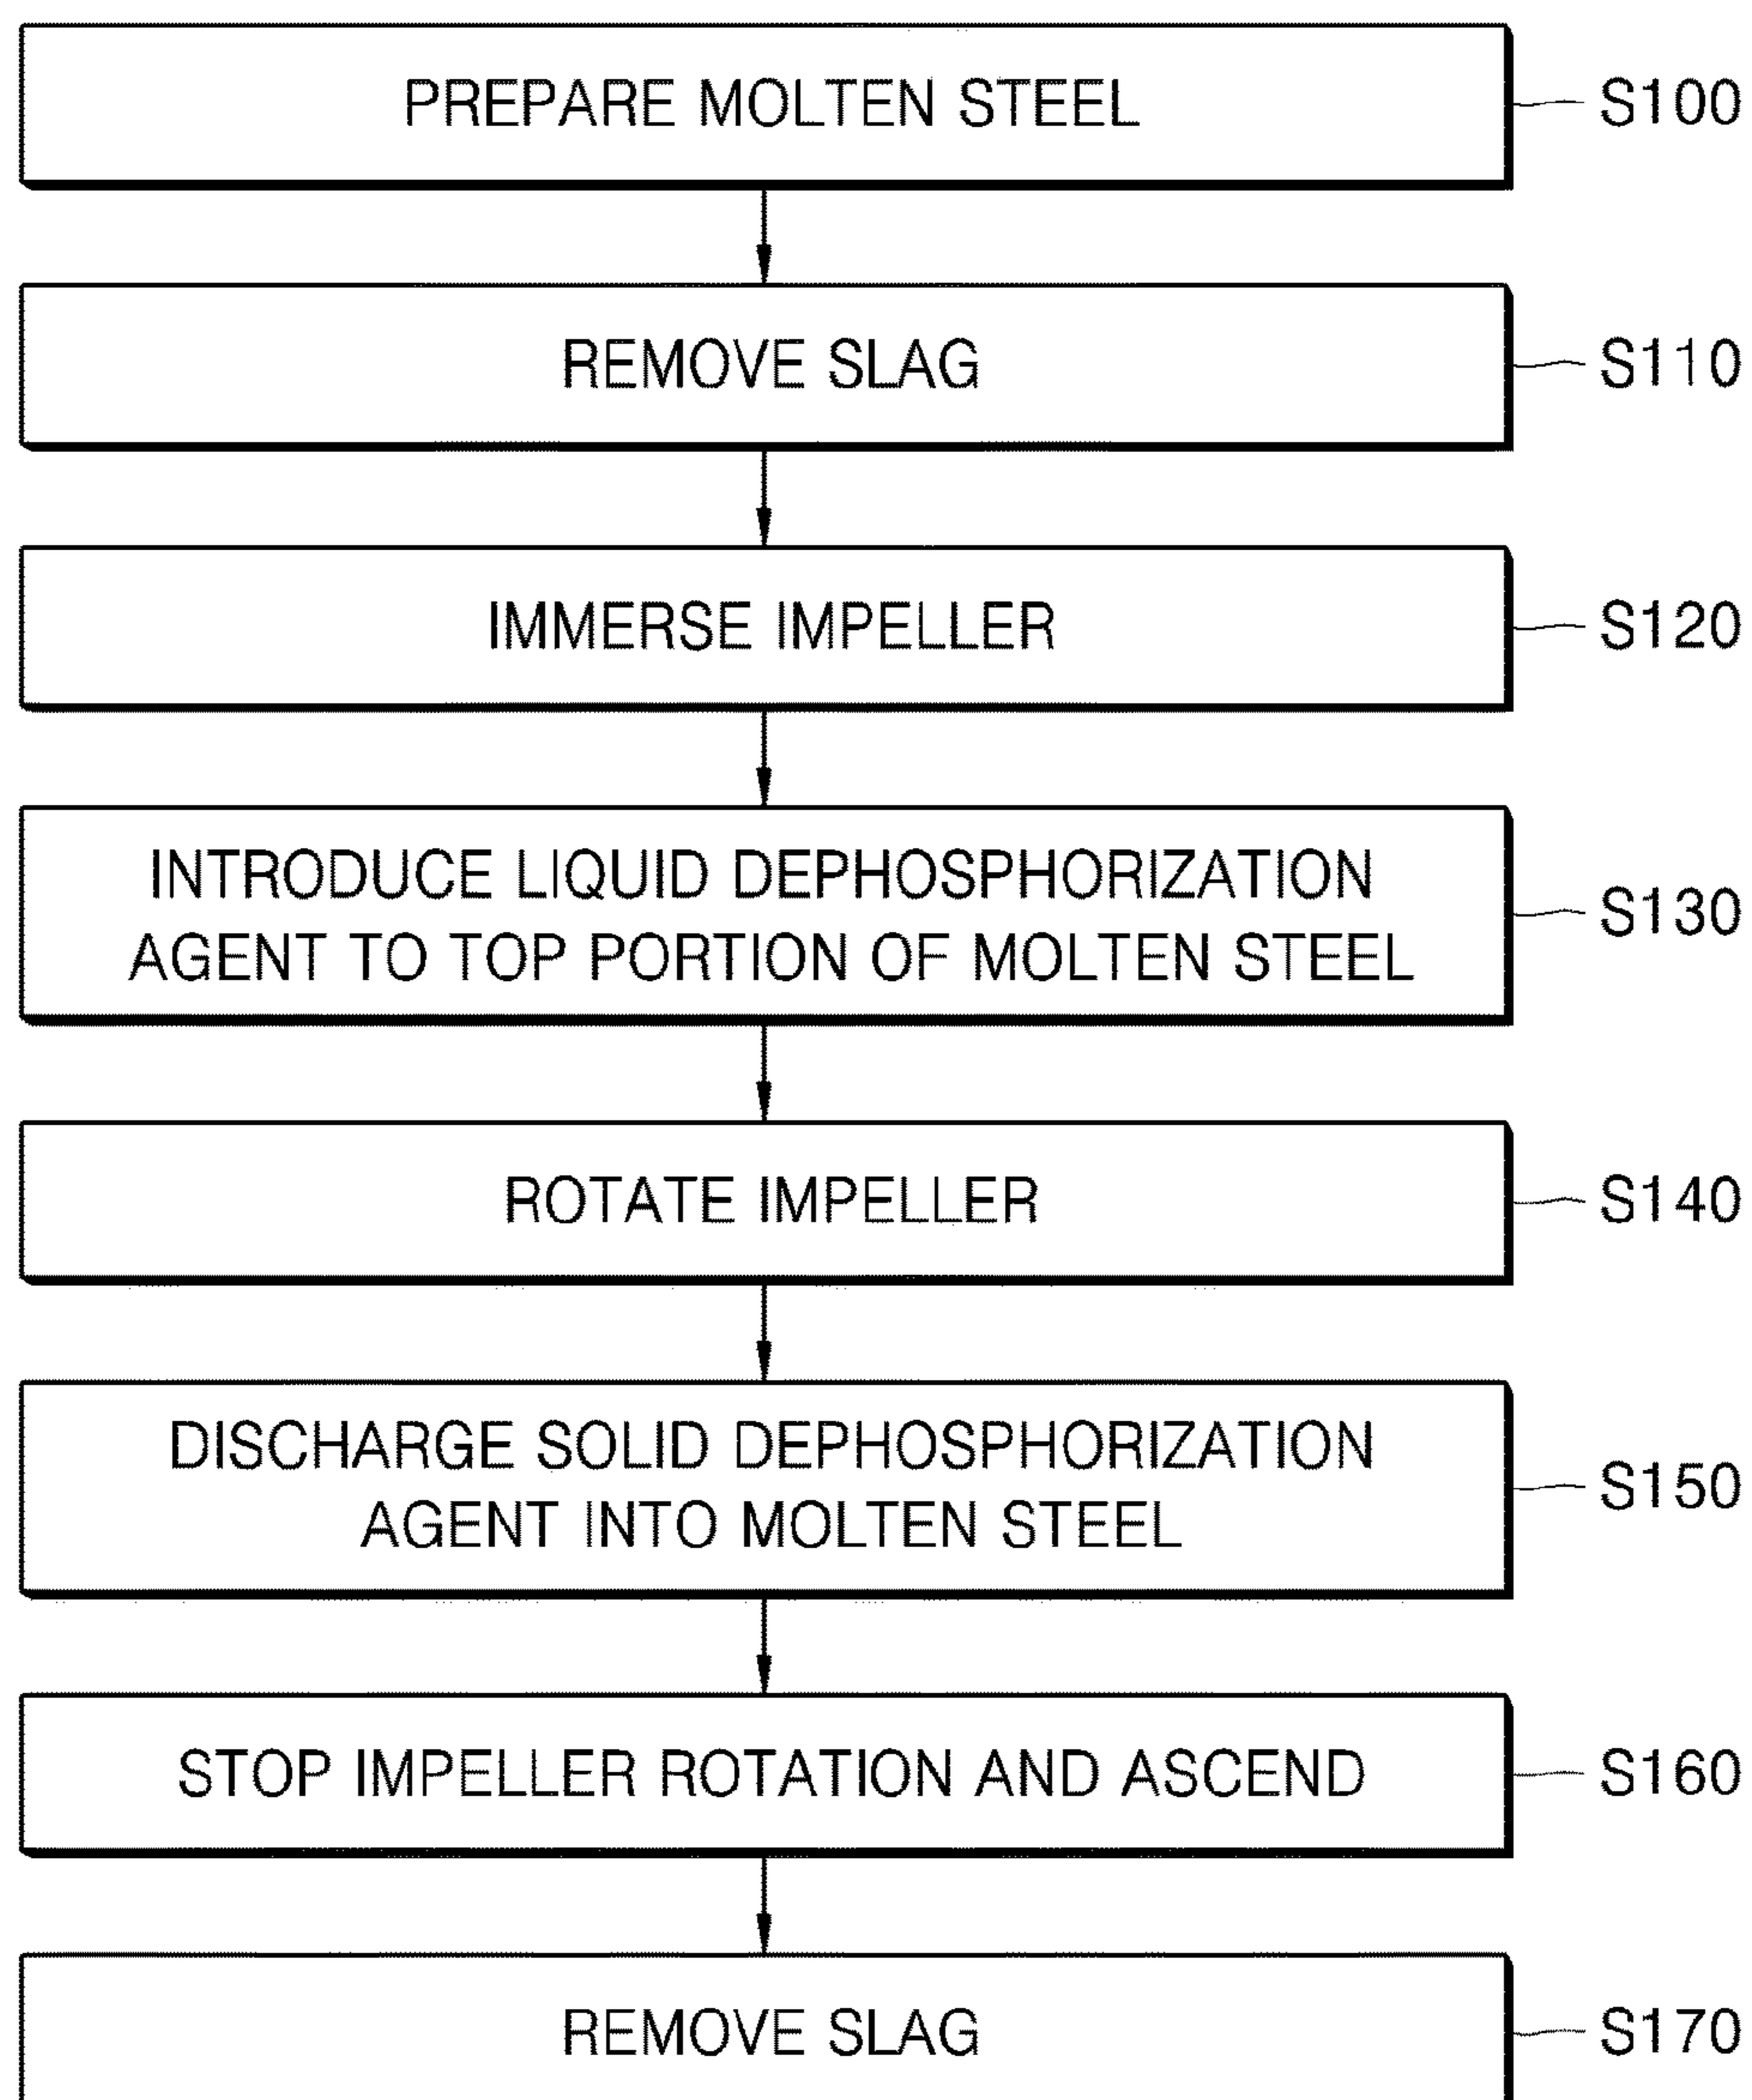 PREPARE MOLTEN STEEL
S100
REMOVE SLAG
S110
IMMERSE IMPELLER
S120
INTRODUCE LIQUID DEPHOSPHORIZATION
AGENT TO TOP PORTION OF MOLTEN STEEL
S130
ROTATE IMPELLER
S140
DISCHARGE SOLID DEPHOSPHORIZATION
AGENT INTO MOLTEN STEEL
S150
STOP IMPELLER ROTATION AND ASCEND
S160
REMOVE SLAG
S170